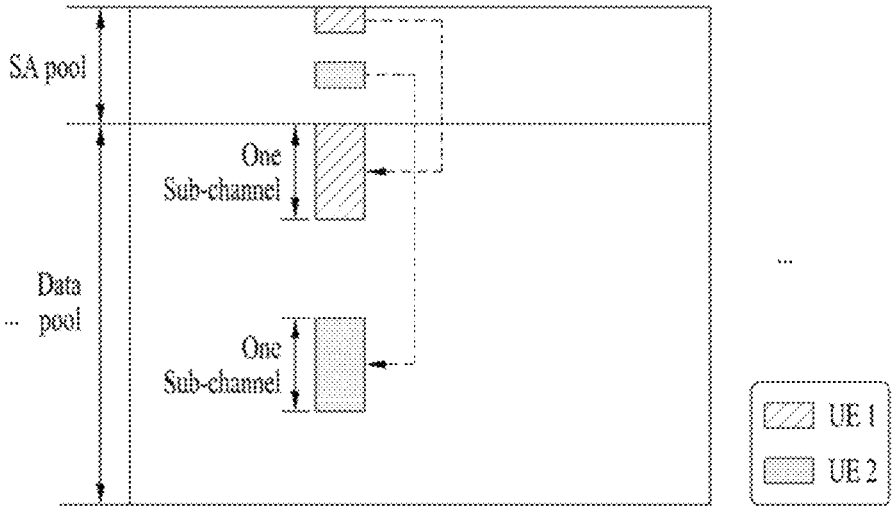 SA pool
One
Sub-channel
...
Data
pool
...
One
Sub-channel
UE 1
UE 2